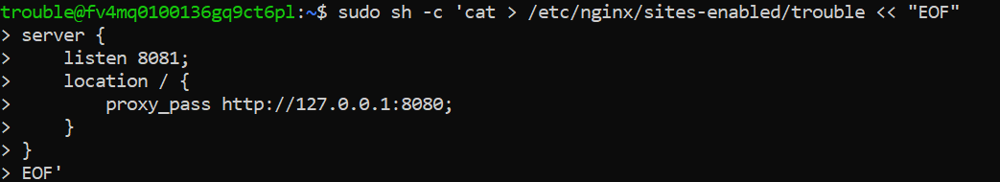 trouble@fv4mq0100136gq9ct6pl:~$ sudo sh -c 'cat > /etc/nginx/sites-enabled/trouble << "EOF"
> server {
>     listen 8081;
>     location / {
>         proxy_pass http://127.0.0.1:8080;
>     }
> }
> EOF'